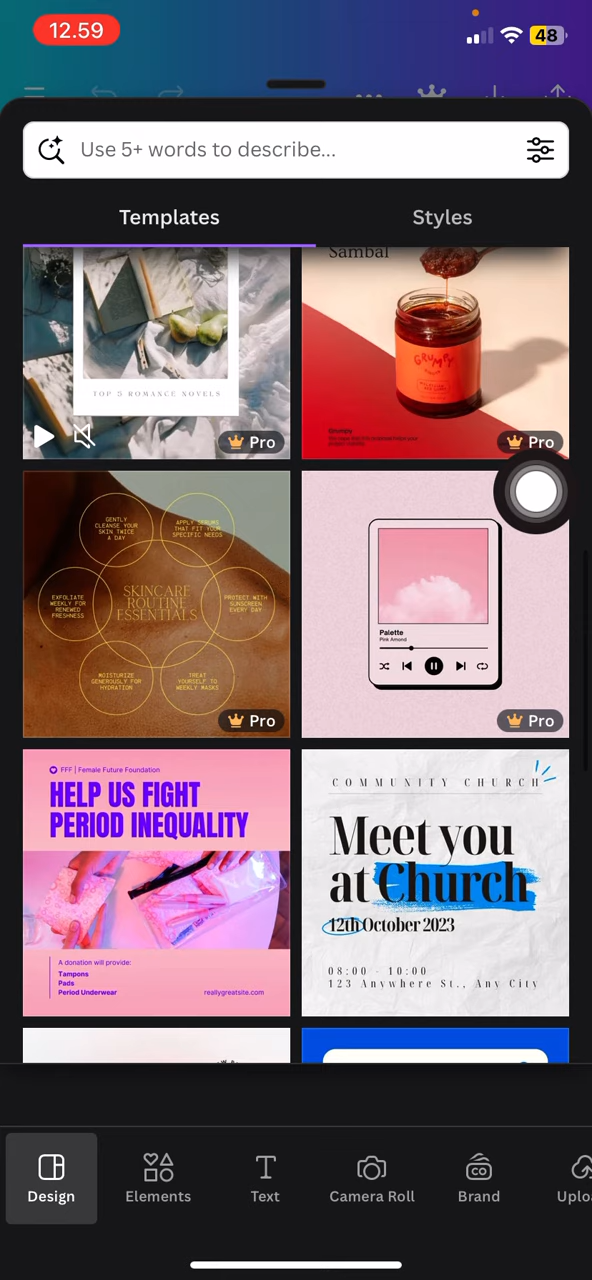 12.59
48
Use 5+ words to describe...
Templates
Styles
TOP 5 ROMANCE NOVELS
Pro
Sambal
GRUMPY
Grumpy
Pro
GENTLY
CLEANSE YOUR
SKIN TWICE
A DAY
APPLY SERUMS
THAT FIT YOUR
SPECIFIC NEEDS
EXFOLIATE
WEEKLY FOR
RENEWED
FRESHNESS
SKINCARE
ROUTINE
ESSENTIALS
PROTECT WITH
SUNSCREEN
EVERY DAY
MOISTURIZE
GENEROUSLY FOR
HYDRATION
TREAT
YOURSELF TO
WEEKLY MASKS
Pro
Palette
Pink Amond
Pro
FFF | Female Future Foundation
HELP US FIGHT
PERIOD INEQUALITY
A donation will provide:
Tampons
Pads
Period Underwear
reallygreatsite.com
COMMUNITY CHURCH
Meet you
at Church
12th October 2023
08:00 - 10:00
123 Anywhere St., Any City
Design
Elements
Text
Camera Roll
CO
Brand
Uplo